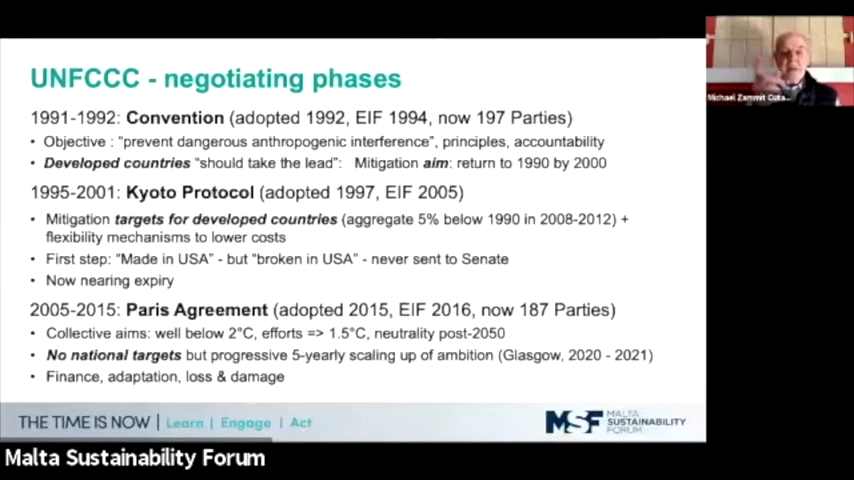 UNFCCC - negotiating phases
Michael Zammit Cuta...
1991-1992: Convention (adopted 1992, EIF 1994, now 197 Parties)
• Objective : "prevent dangerous anthropogenic interference", principles, accountability
• Developed countries "should take the lead": Mitigation aim: return to 1990 by 2000
1995-2001: Kyoto Protocol (adopted 1997, EIF 2005)
• Mitigation targets for developed countries (aggregate 5% below 1990 in 2008-2012) +
flexibility mechanisms to lower costs
• First step: "Made in USA" - but "broken in USA" - never sent to Senate
• Now nearing expiry
2005-2015: Paris Agreement (adopted 2015, EIF 2016, now 187 Parties)
• Collective aims: well below 2°C, efforts => 1.5°C, neutrality post-2050
• No national targets but progressive 5-yearly scaling up of ambition (Glasgow, 2020 - 2021)
• Finance, adaptation, loss & damage
THE TIME IS NOW | Learn | Engage | Act
MSF MALTA
SUSTAINABILITY
FORUM
Malta Sustainability Forum